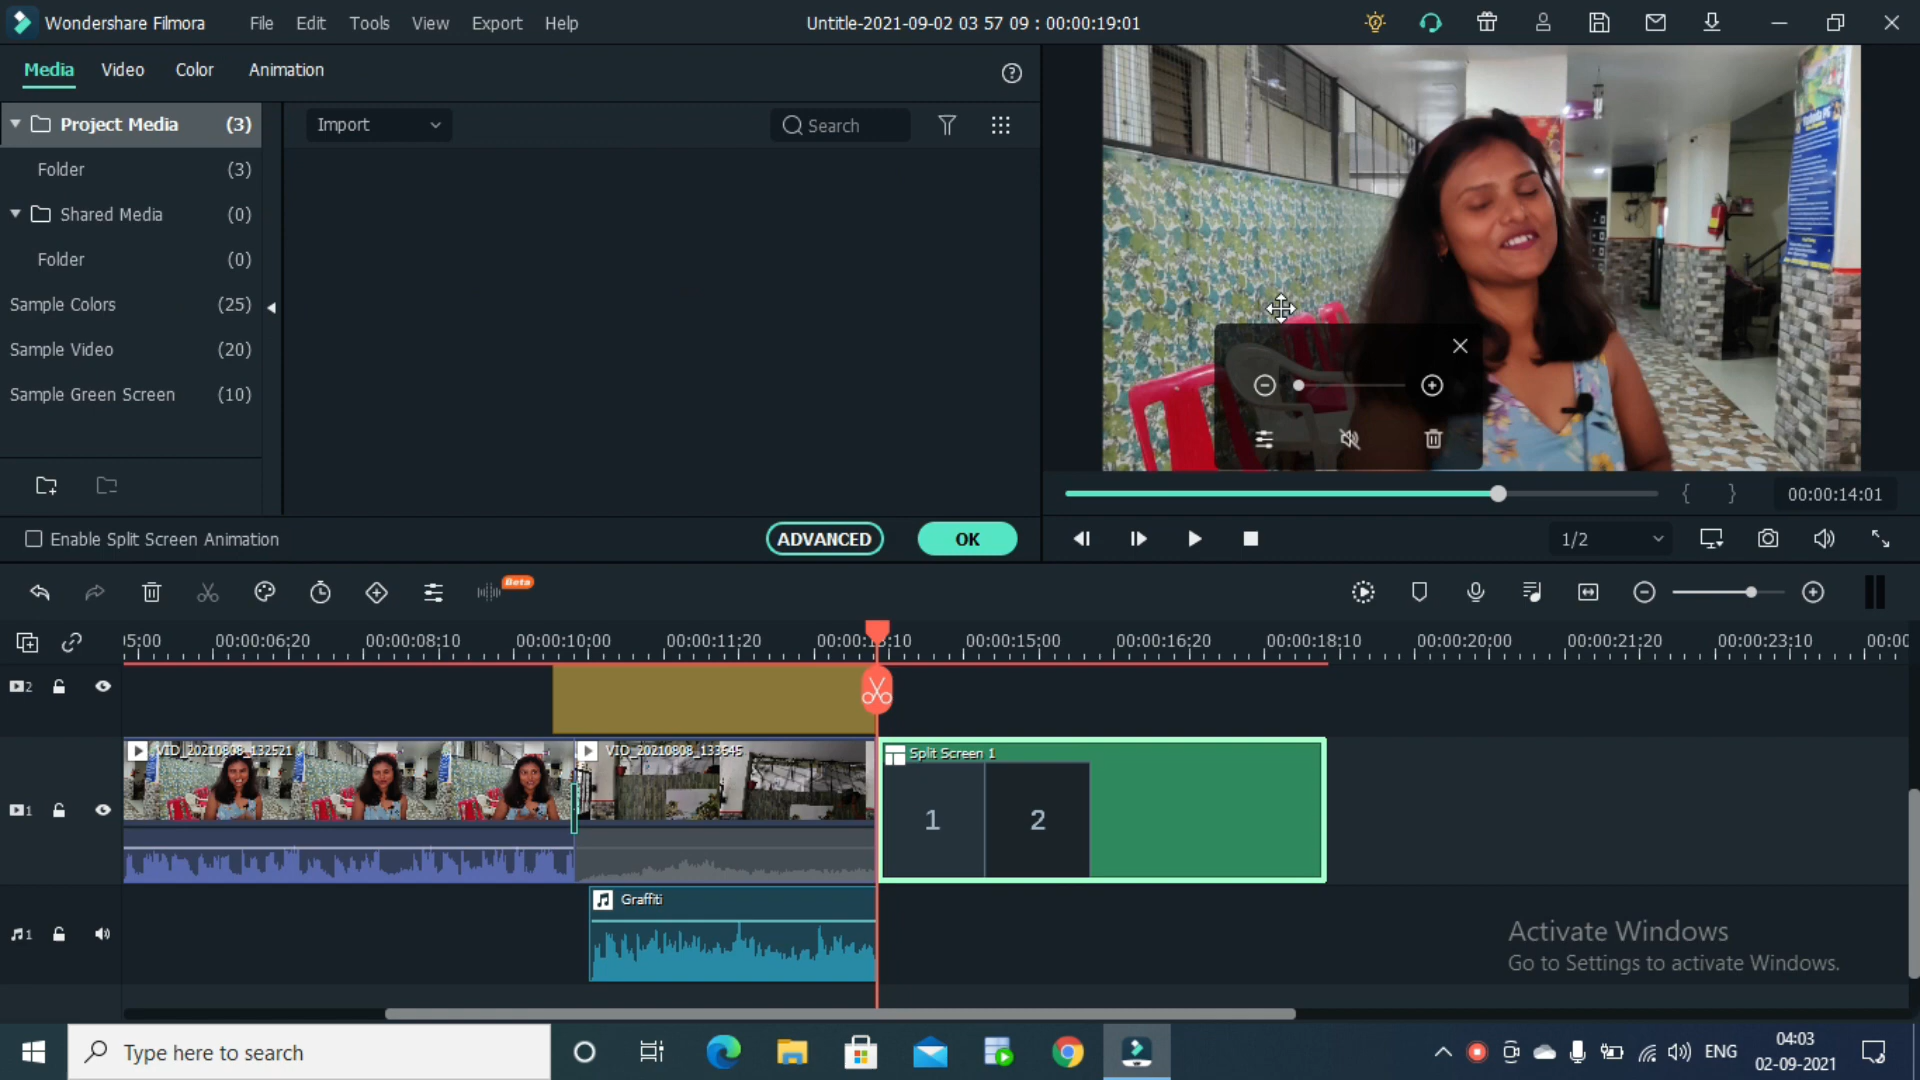 Wondershare Filmora
File Edit Tools View Export Help
Untitle-2021-09-02 03 57 09 : 00:00:19:01
Media Video Color Animation
Project Media (3)
Import
Search
Folder (3)
Shared Media (0)
Folder (0)
Sample Colors (25)
Sample Video (20)
Sample Green Screen (10)
00:00:14:01
Enable Split Screen Animation
ADVANCED
OK
1/2
Beta
00:00:06:20 00:00:08:10 00:00:10:00 00:00:11:20 00:00:15:00 00:00:16:20 00:00:18:10 00:00:20:00 00:00:21:20 00:00:23:10
2
VID_20210808_132521
VID_20210808_133645
Split Screen 1
1
1 2
Graffiti
1
Activate Windows
Go to Settings to activate Windows.
Type here to search
ENG
04:03
02-09-2021